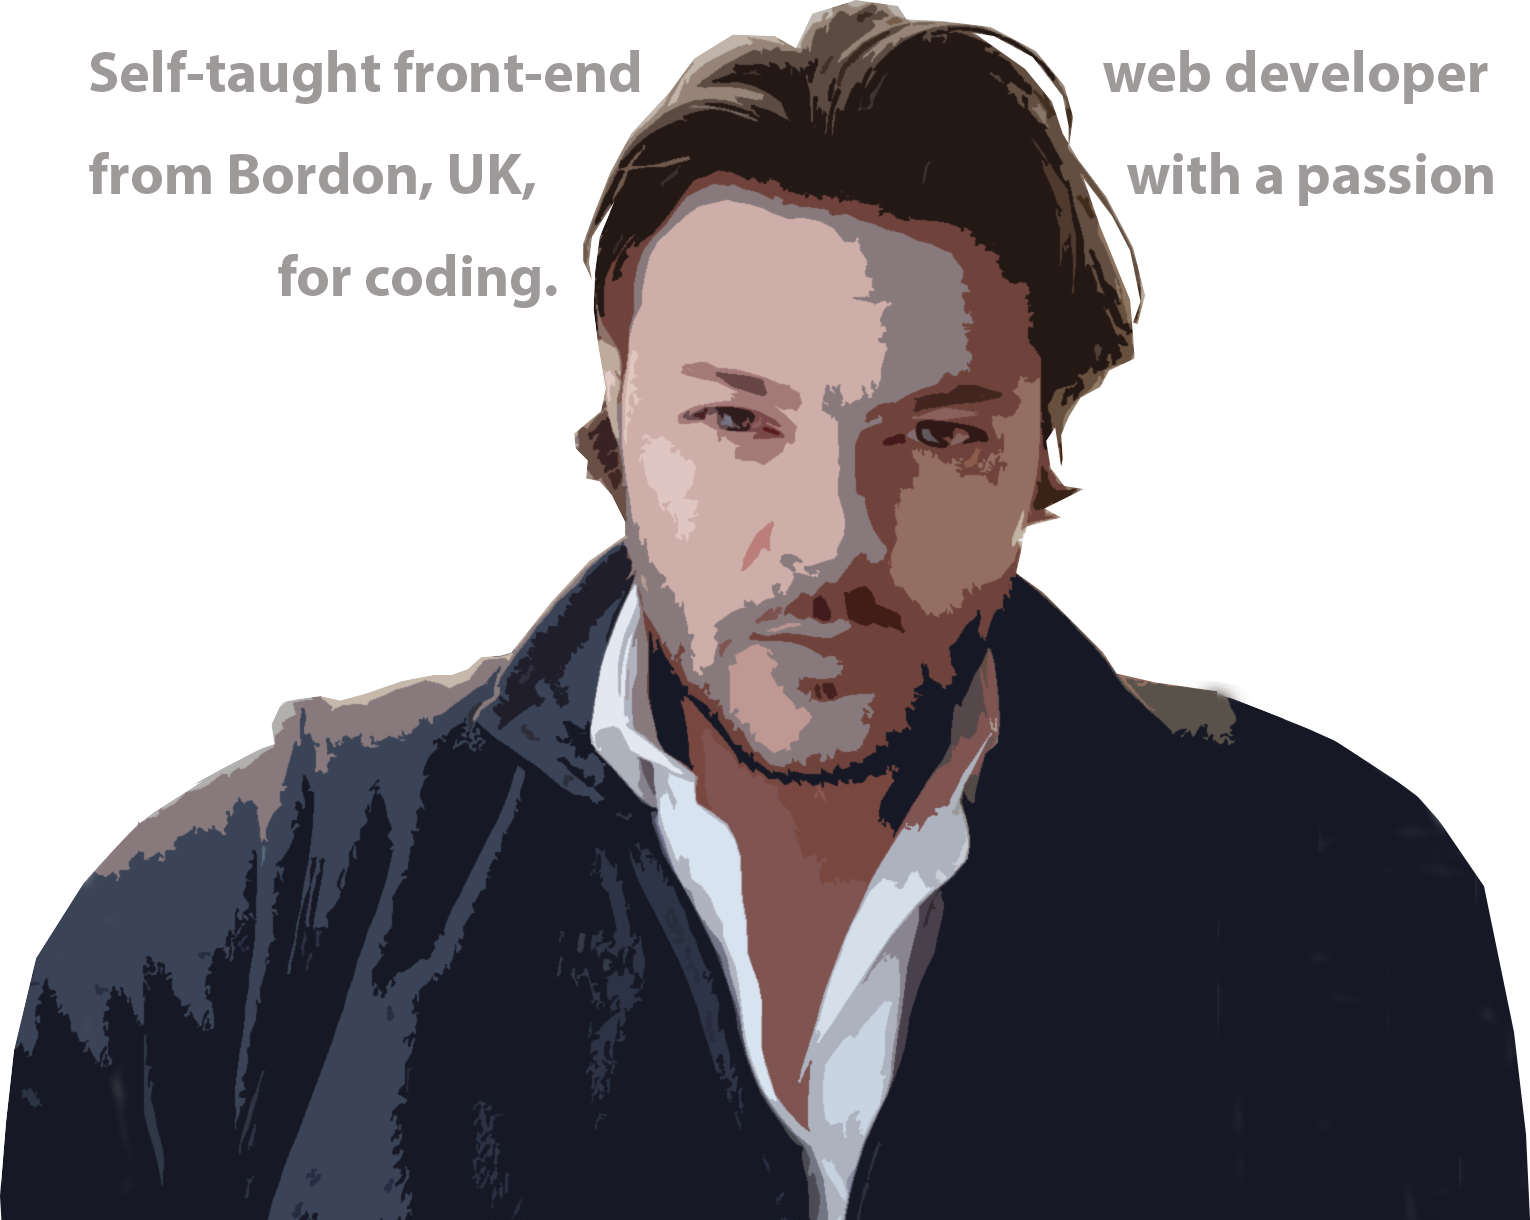 Self-taught front-end web developer
from Bordon, UK, with a passion
for coding.